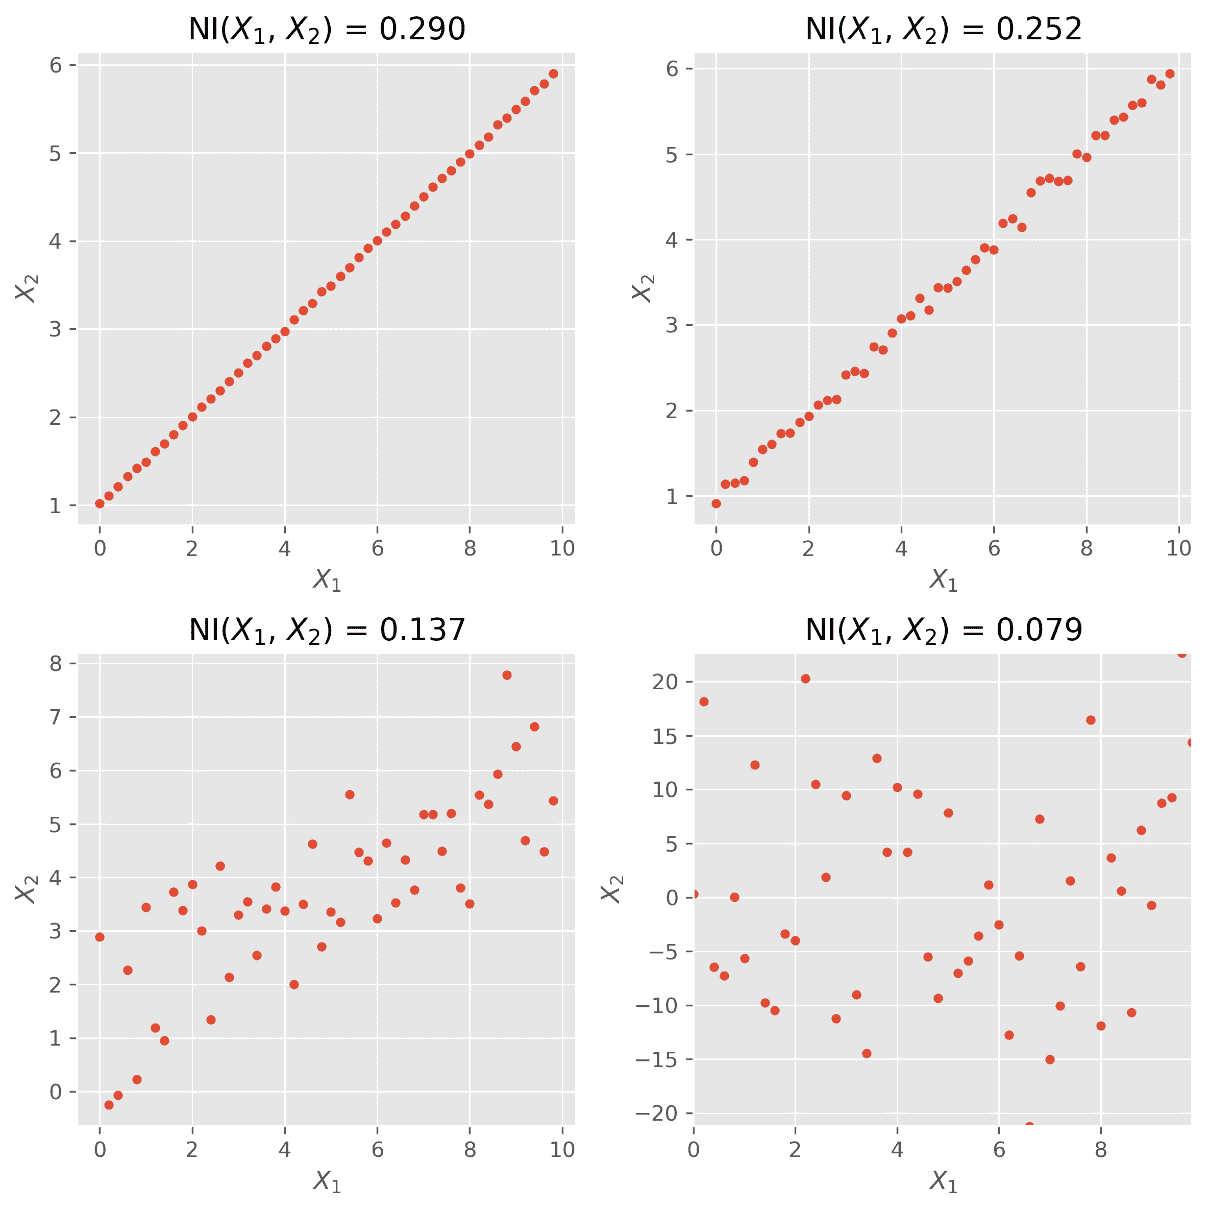 NI(X₁, X₂) = 0.290
6
5
4
3
2
1
X₂
0 2 4 6 8 10
X₁
NI(X₁, X₂) = 0.252
6
5
4
3
2
1
X₂
0 2 4 6 8 10
X₁
NI(X₁, X₂) = 0.137
8
7
6
5
4
3
2
1
0
X₂
0 2 4 6 8 10
X₁
NI(X₁, X₂) = 0.079
20
15
10
5
0
−5
−10
−15
−20
X₂
0 2 4 6 8
X₁